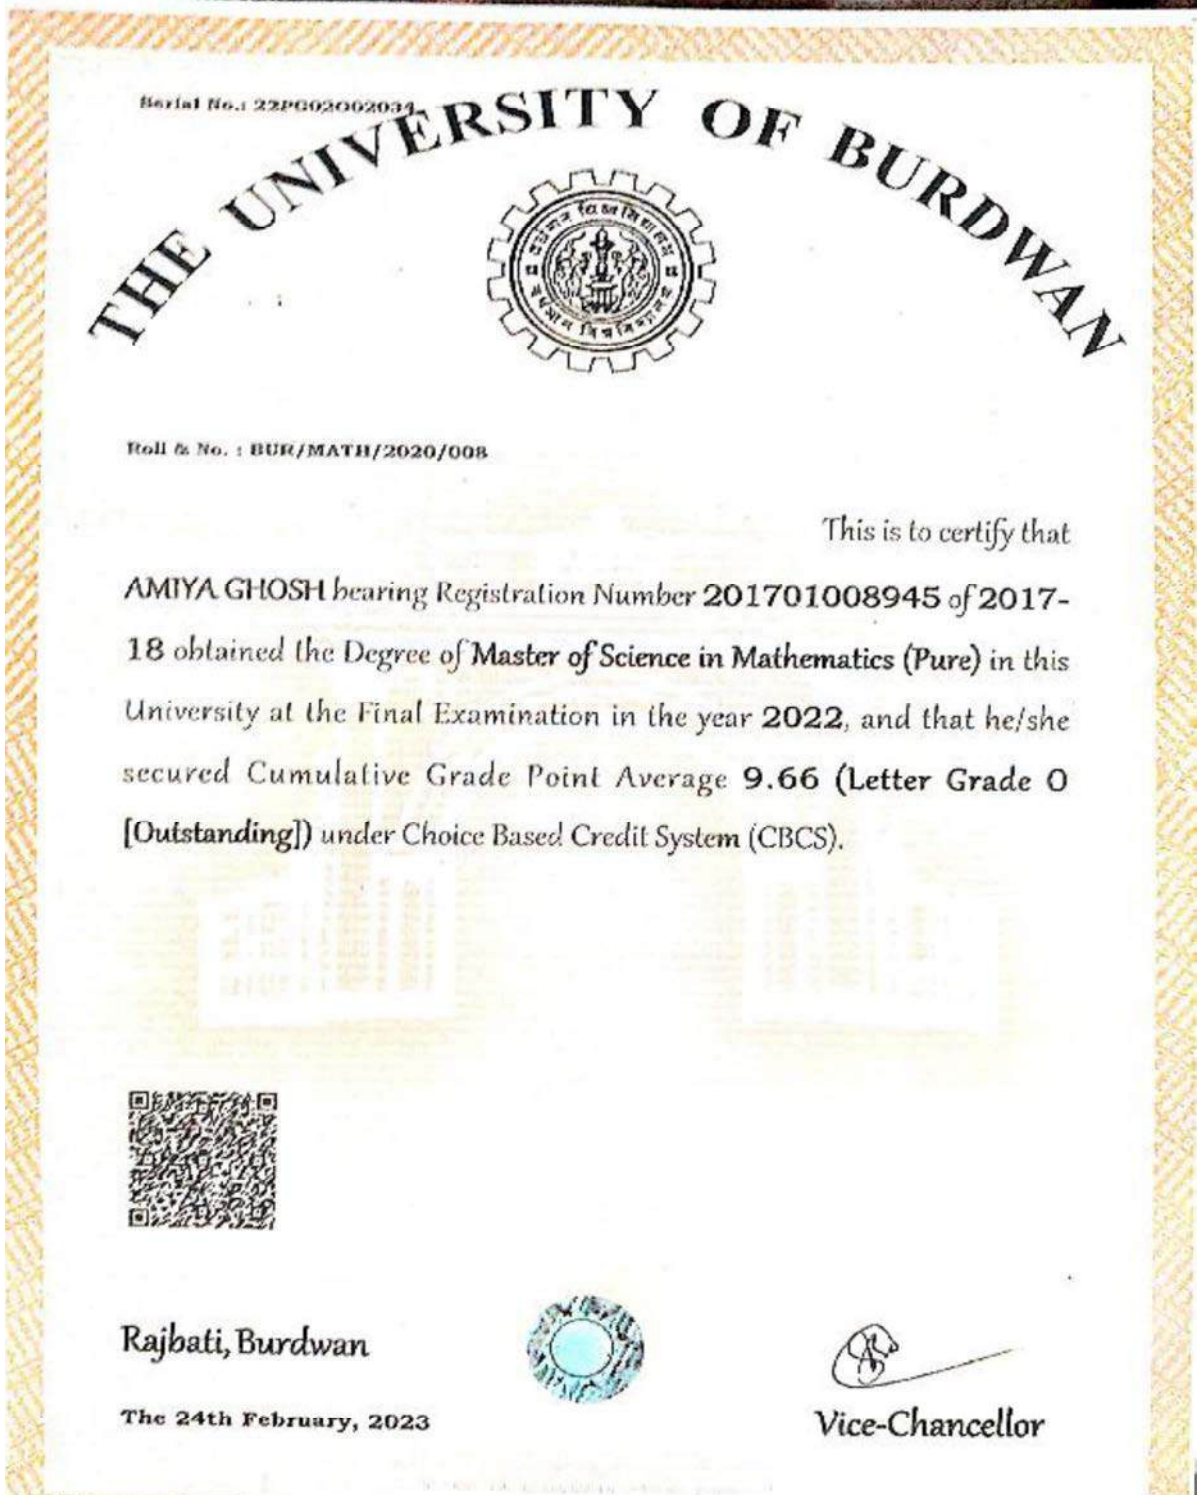 Serial No.: 22PG02O02034
THE UNIVERSITY OF BURDWAN
Roll & No. : BUR/MATH/2020/008
This is to certify that
AMIYA GHOSH bearing Registration Number 201701008945 of 2017-
18 obtained the Degree of Master of Science in Mathematics (Pure) in this
University at the Final Examination in the year 2022, and that he/she
secured Cumulative Grade Point Average 9.66 (Letter Grade O
[Outstanding]) under Choice Based Credit System (CBCS).
Rajbati, Burdwan
The 24th February, 2023
Vice-Chancellor